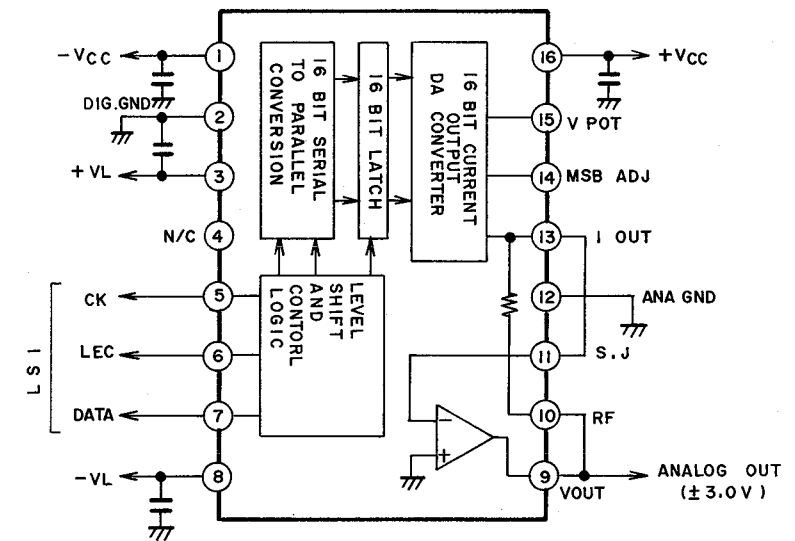 -VCC
DIG.GND
+VL
N/C
CK
LEC
DATA
-VL
LSI
1
2
3
4
5
6
7
8
16 BIT SERIAL
TO PARALLEL
CONVERSION
16 BIT LATCH
16 BIT CURRENT
OUTPUT
DA CONVERTER
LEVEL
SHIFT
AND
CONTORL
LOGIC
-
+
16
15
14
13
12
11
10
9
+VCC
V POT
MSB ADJ
I OUT
ANA GND
S.J
RF
VOUT
ANALOG OUT
(±3.0V)